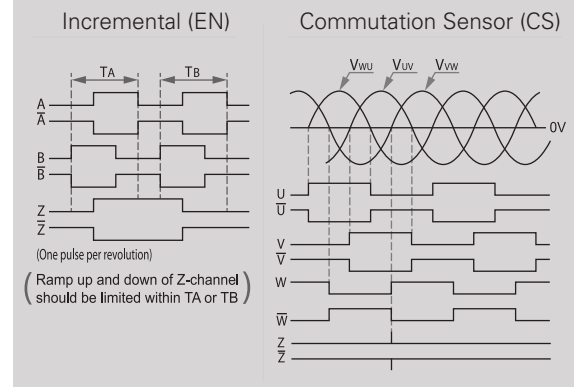 Incremental (EN)
TA
TB
A
A̅
B
B̅
Z
Z̅
(One pulse per revolution)
(Ramp up and down of Z-channel
should be limited within TA or TB)
Commutation Sensor (CS)
VWU
VUV
VVW
0V
U
U̅
V
V̅
W
W̅
Z
Z̅